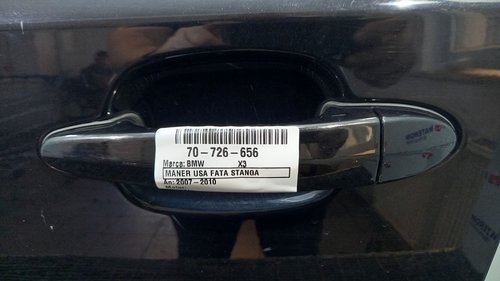 70-726-656
Marca: BMW X3
MANER USA FATA STANGA
An: 2007-2010